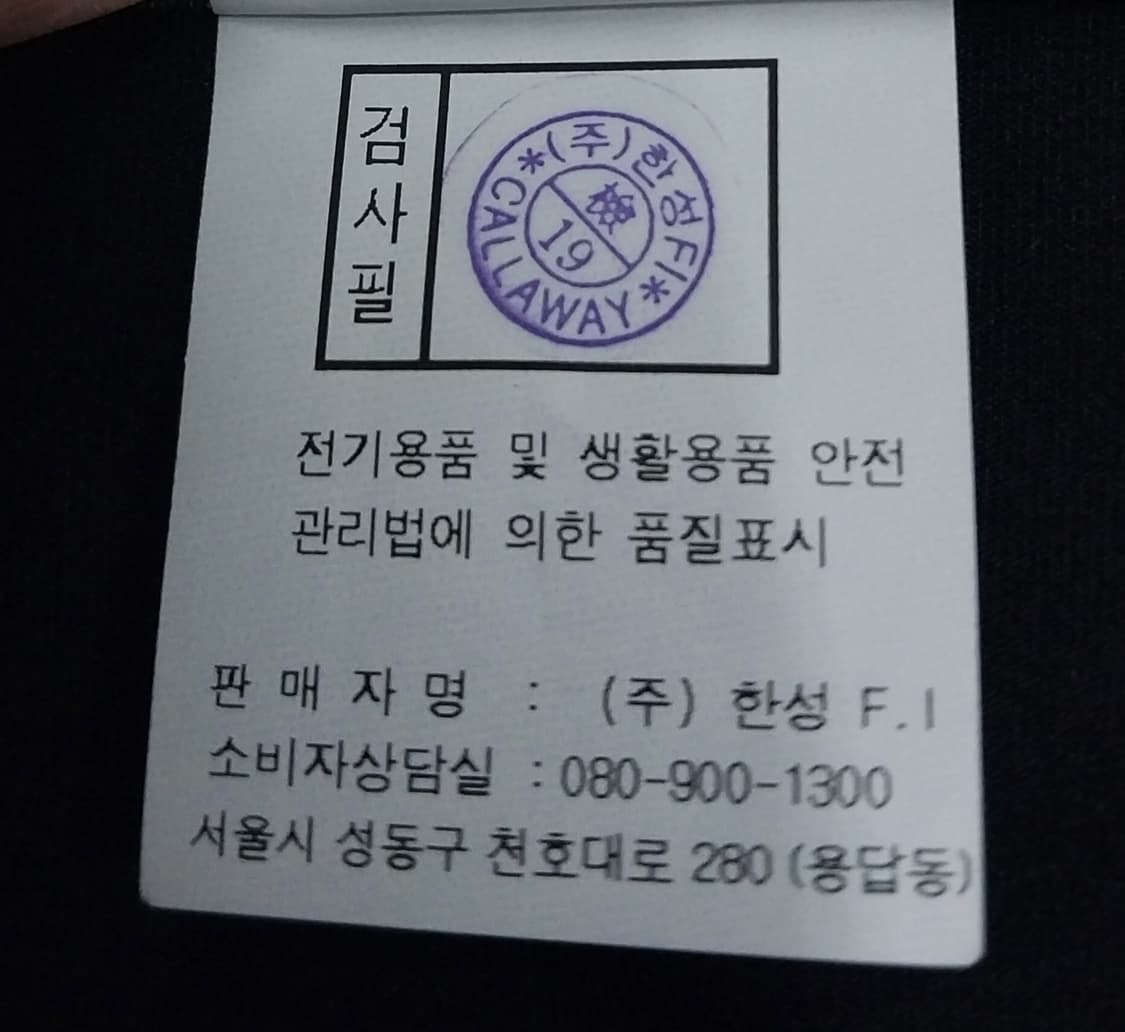 검사필
(주)한성FI
*CALLAWAY*
檢
19
전기용품 및 생활용품 안전
관리법에 의한 품질표시
판 매 자 명 : (주) 한성 F.I
소비자상담실 : 080-900-1300
서울시 성동구 천호대로 280 (용답동)